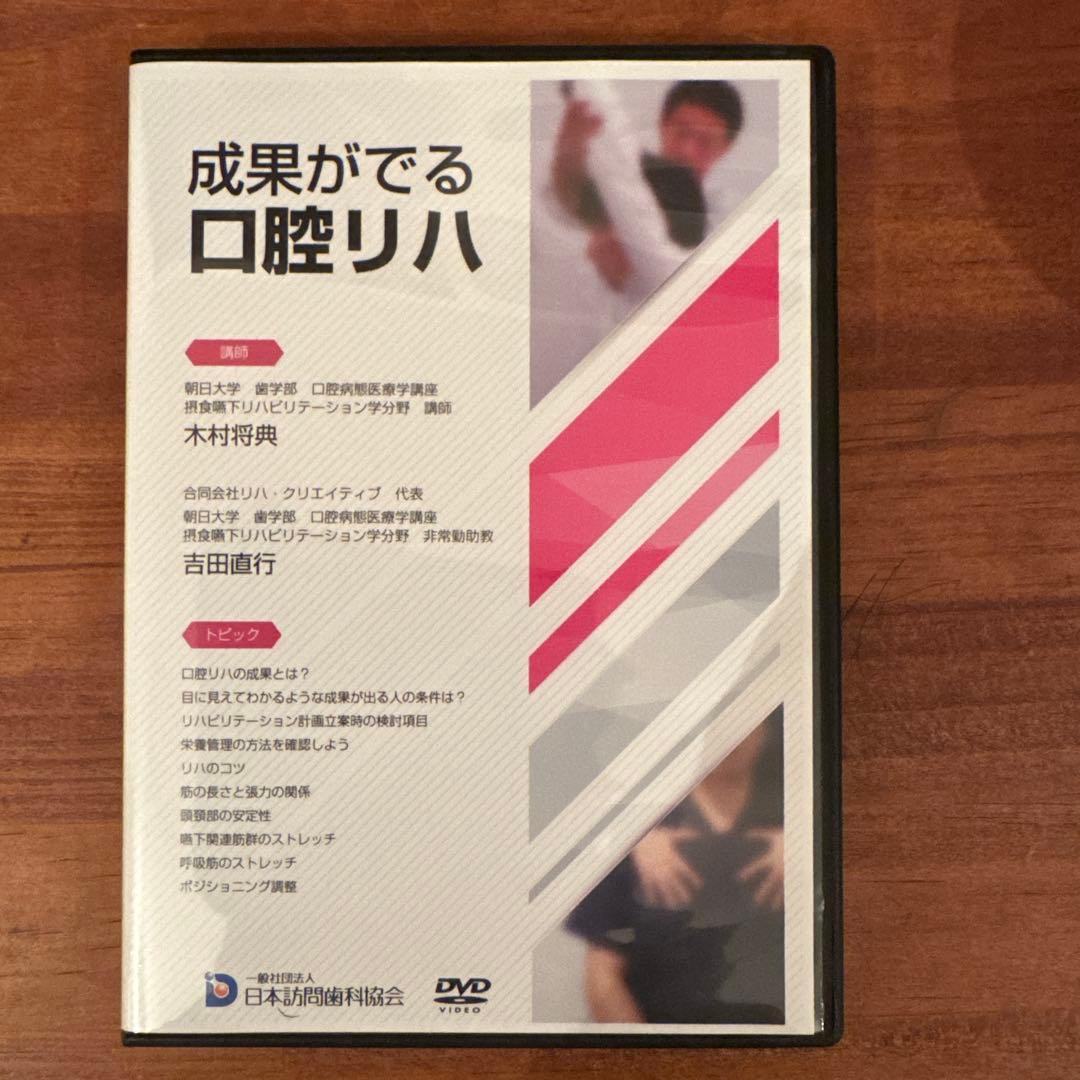 成果がでる
口腔リハ
講師
朝日大学　歯学部　口腔病態医療学講座
摂食嚥下リハビリテーション学分野　講師
木村将典
合同会社リハ・クリエイティブ　代表
朝日大学　歯学部　口腔病態医療学講座
摂食嚥下リハビリテーション学分野　非常勤助教
吉田直行
トピック
口腔リハの成果とは？
目に見えてわかるような成果が出る人の条件は？
リハビリテーション計画立案時の検討項目
栄養管理の方法を確認しよう
リハのコツ
筋の長さと張力の関係
頭頚部の安定性
嚥下関連筋群のストレッチ
呼吸筋のストレッチ
ポジショニング調整
一般社団法人
日本訪問歯科協会
DVD
VIDEO